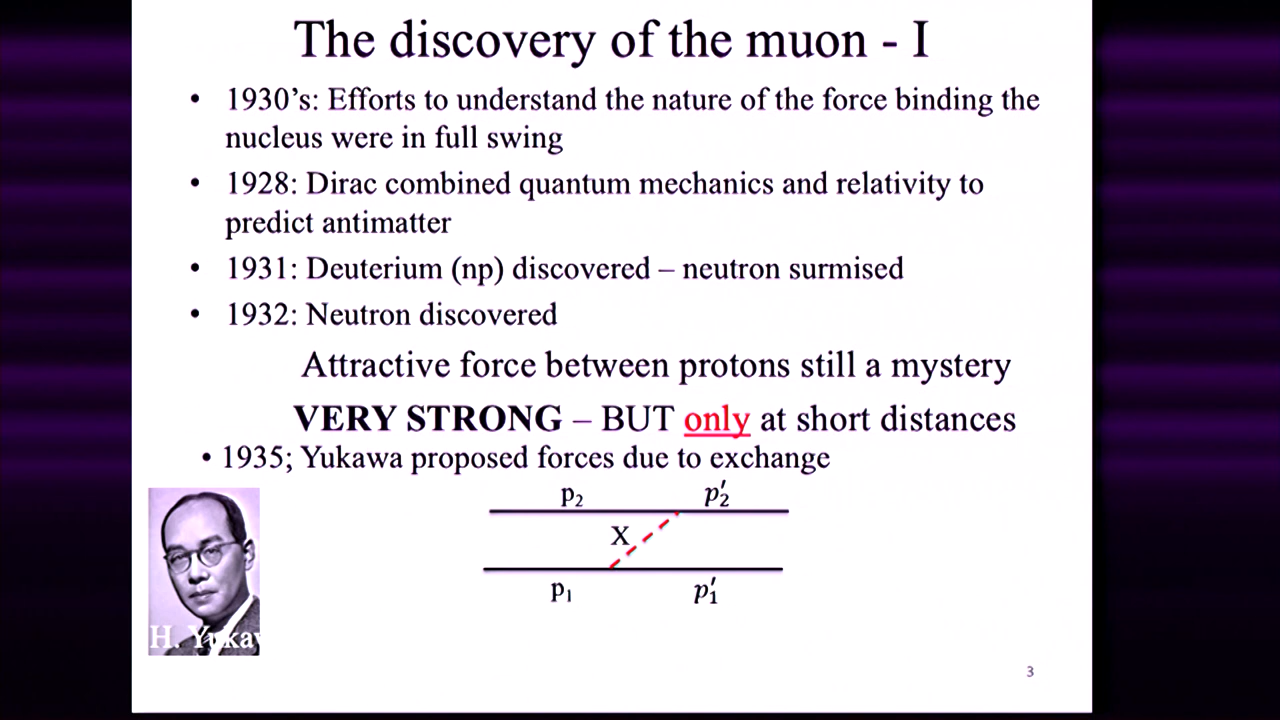 The discovery of the muon - I
• 1930's: Efforts to understand the nature of the force binding the
nucleus were in full swing
• 1928: Dirac combined quantum mechanics and relativity to
predict antimatter
• 1931: Deuterium (np) discovered – neutron surmised
• 1932: Neutron discovered
Attractive force between protons still a mystery
VERY STRONG – BUT only at short distances
• 1935; Yukawa proposed forces due to exchange
p₂ p′₂
X
p₁ p′₁
H. Yukav
3